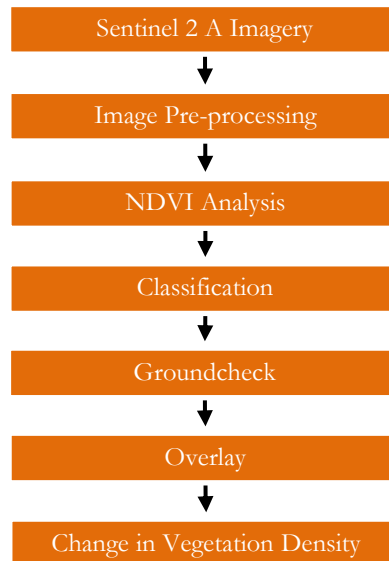 Sentinel 2 A Imagery
Image Pre-processing
NDVI Analysis
Classification
Groundcheck
Overlay
Change in Vegetation Density